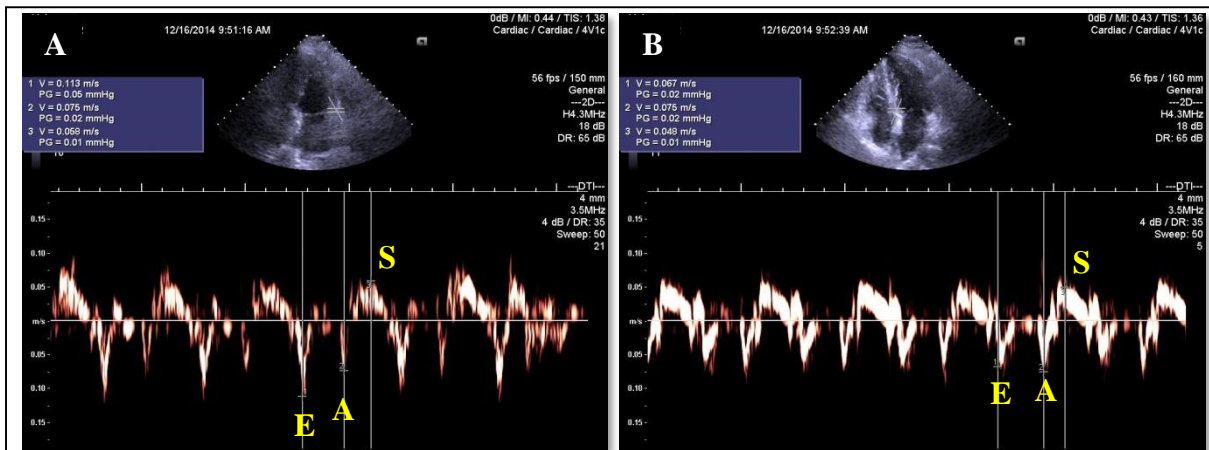 A
12/16/2014 9:51:16 AM
0dB / MI: 0.44 / TIS: 1.38
Cardiac / Cardiac / 4V1c
1 V = 0.113 m/s
PG = 0.05 mmHg
2 V = 0.075 m/s
PG = 0.02 mmHg
3 V = 0.058 m/s
PG = 0.01 mmHg
56 fps / 150 mm
General
---2D---
H4.3MHz
18 dB
DR: 65 dB
---DTI---
4 mm
3.5MHz
4 dB / DR: 35
Sweep: 50
21
0.15-
0.10-
0.05-
m/s-
0.05-
0.10-
0.15-
S
E
A
B
12/16/2014 9:52:39 AM
0dB / MI: 0.43 / TIS: 1.36
Cardiac / Cardiac / 4V1c
1 V = 0.067 m/s
PG = 0.02 mmHg
2 V = 0.075 m/s
PG = 0.02 mmHg
3 V = 0.048 m/s
PG = 0.01 mmHg
56 fps / 160 mm
General
---2D---
H4.3MHz
18 dB
DR: 65 dB
---DTI---
4 mm
3.5MHz
4 dB / DR: 35
Sweep: 50
5
0.15-
0.10-
0.05-
m/s-
0.05-
0.10-
0.15-
S
E
A